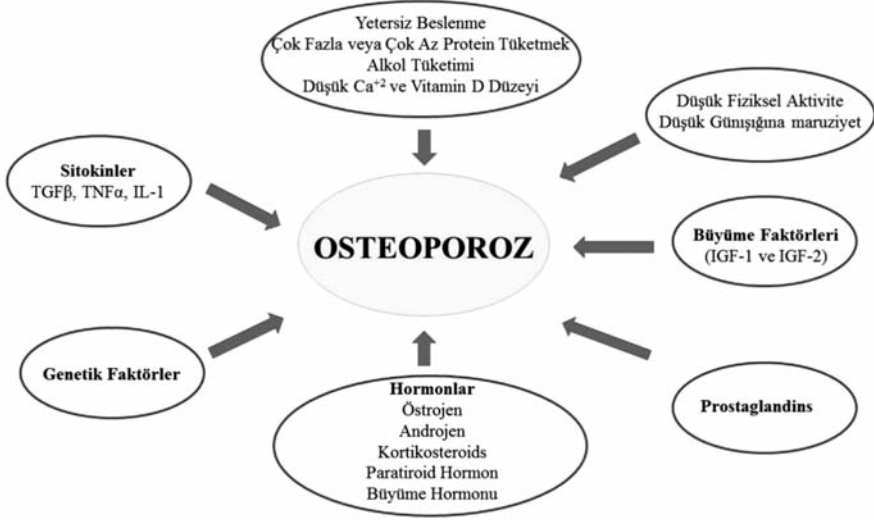 Yetersiz Beslenme
Çok Fazla veya Çok Az Protein Tüketmek
Alkol Tüketimi
Düşük Ca⁺² ve Vitamin D Düzeyi
Düşük Fiziksel Aktivite
Düşük Günışığına maruziyet
Sitokinler
TGFβ, TNFα, IL-1
OSTEOPOROZ
Büyüme Faktörleri
(IGF-1 ve IGF-2)
Genetik Faktörler
Hormonlar
Östrojen
Androjen
Kortikosteroids
Paratiroid Hormon
Büyüme Hormonu
Prostaglandins